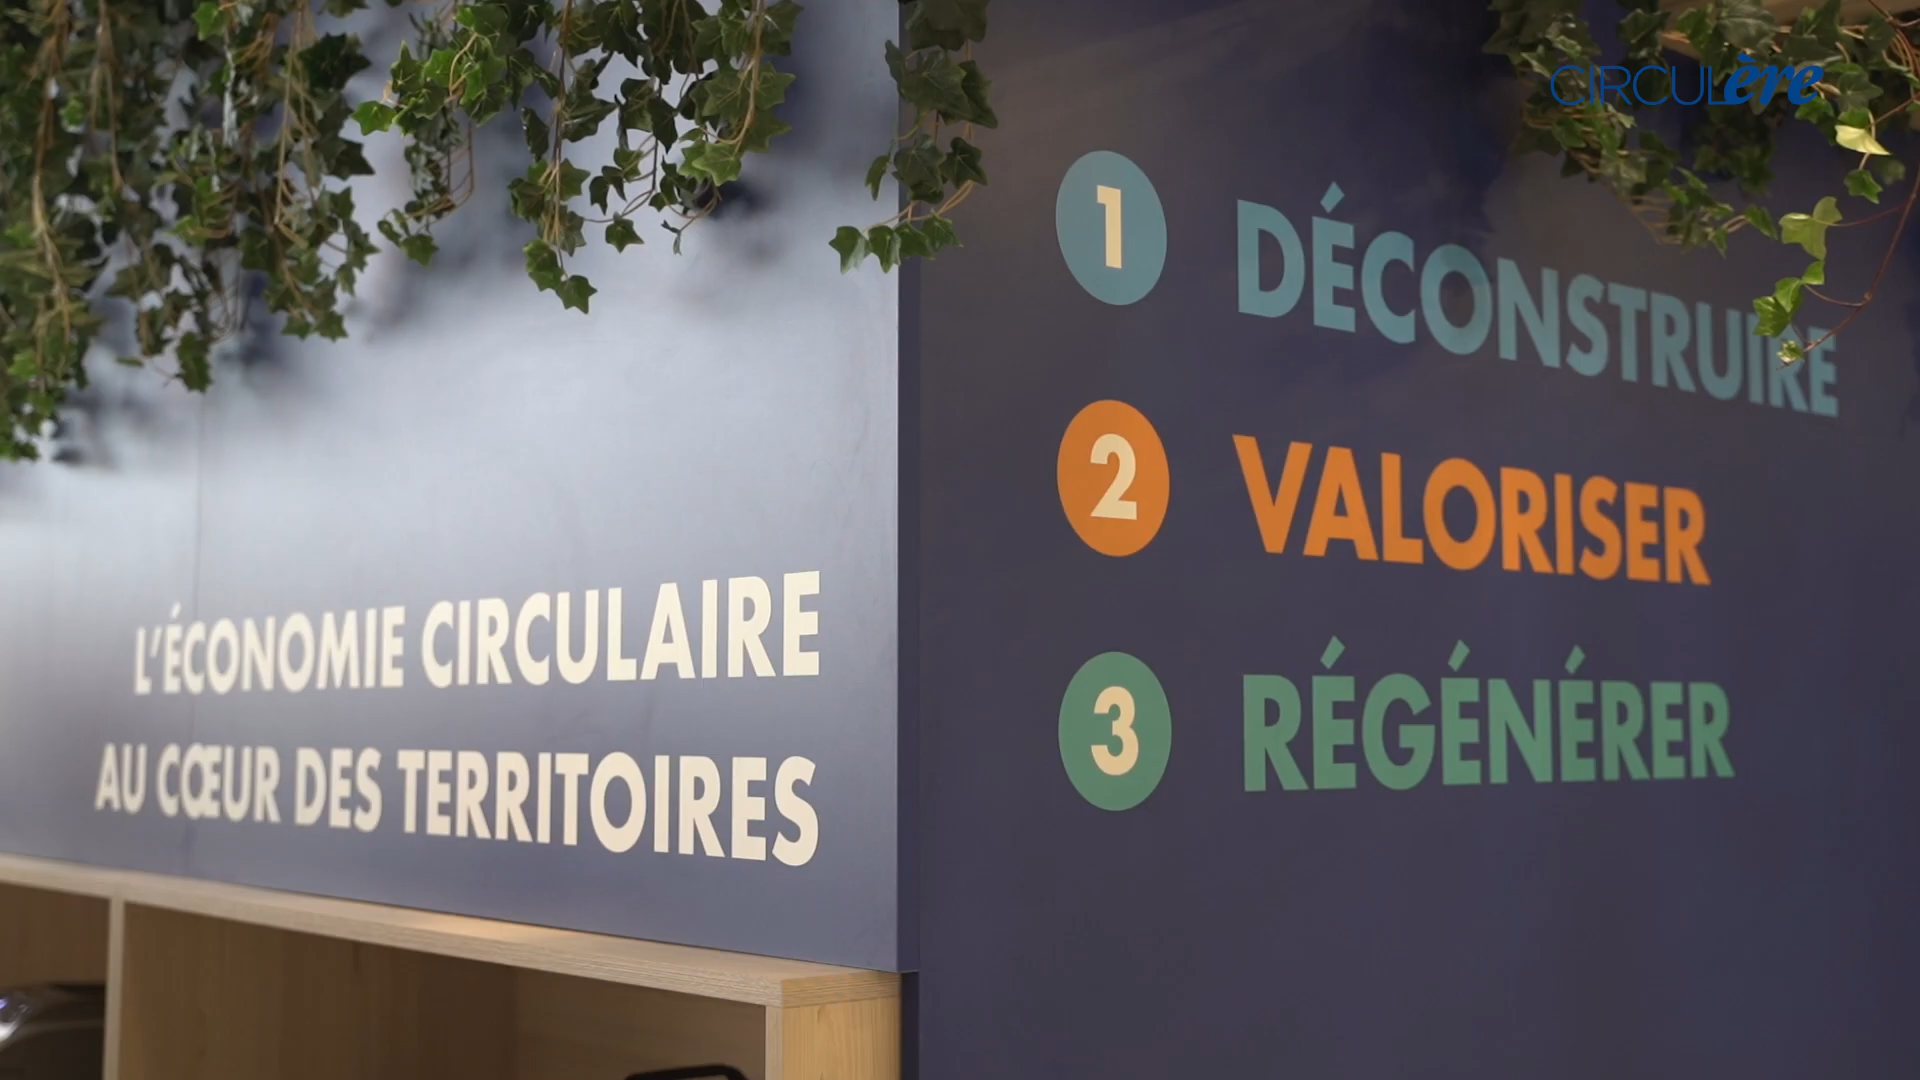 CIRCULère
L'ÉCONOMIE CIRCULAIRE
AU CŒUR DES TERRITOIRES
1 DÉCONSTRUIRE
2 VALORISER
3 RÉGÉNÉRER